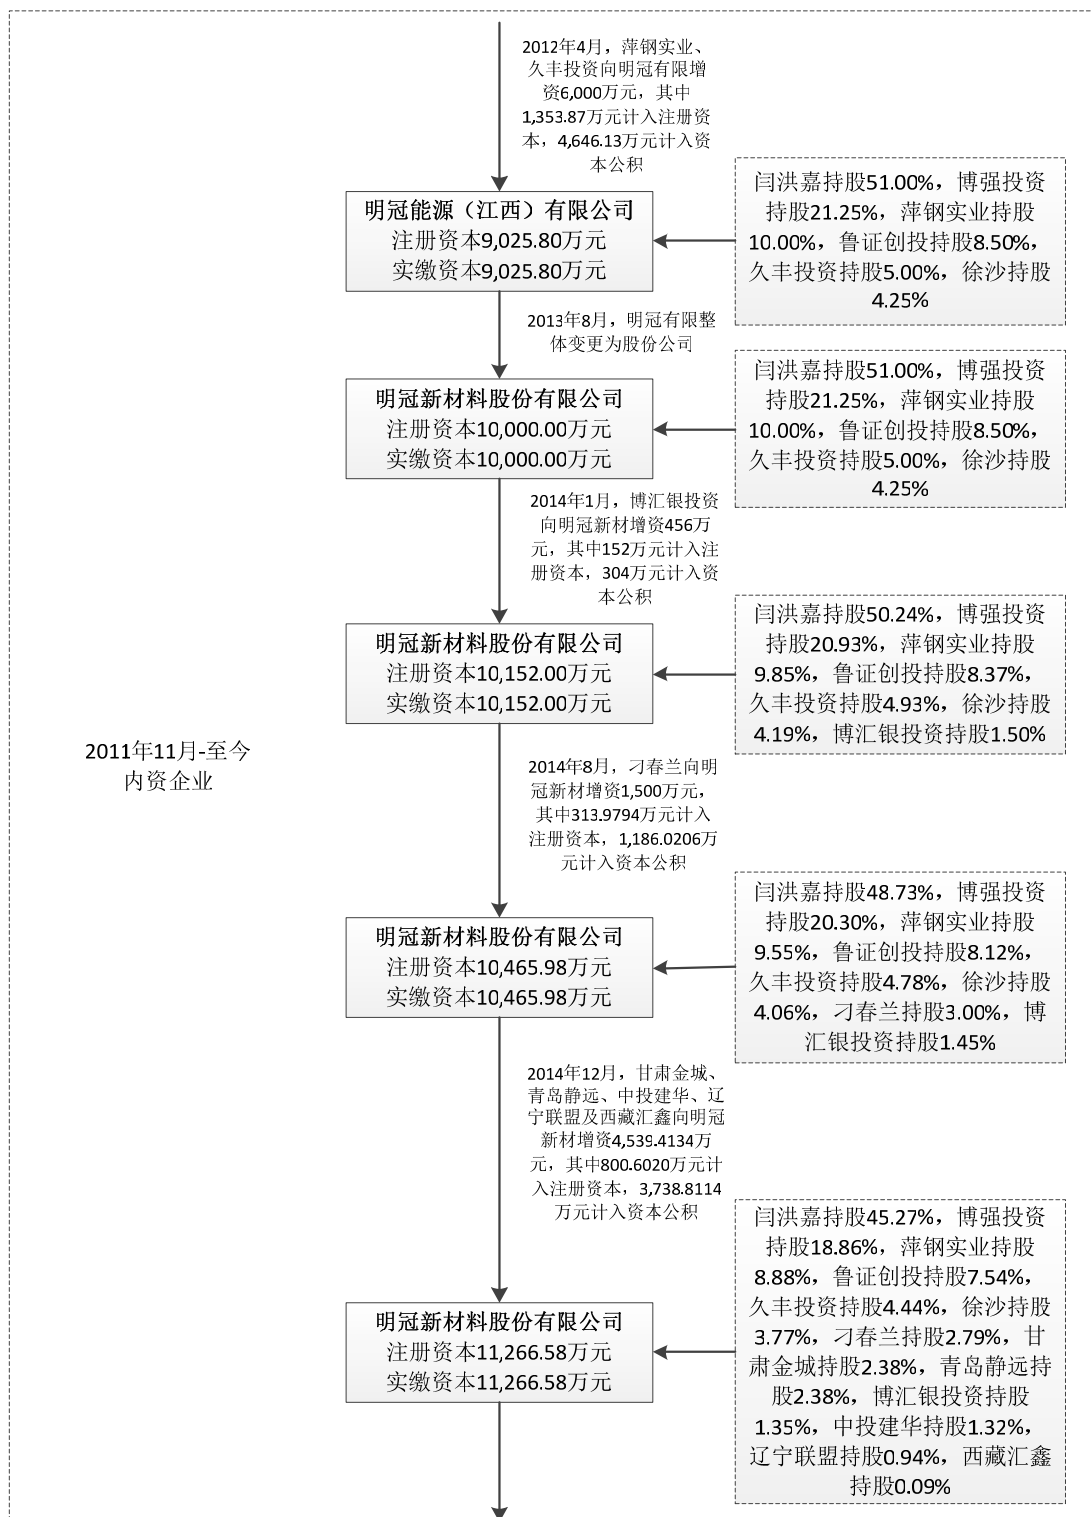 2012年4月，萍钢实业、
久丰投资向明冠有限增
资6,000万元，其中
1,353.87万元计入注册资
本，4,646.13万元计入资
本公积
明冠能源（江西）有限公司
注册资本9,025.80万元
实缴资本9,025.80万元
闫洪嘉持股51.00%，博强投资
持股21.25%，萍钢实业持股
10.00%，鲁证创投持股8.50%，
久丰投资持股5.00%，徐沙持股
4.25%
2013年8月，明冠有限整
体变更为股份公司
明冠新材料股份有限公司
注册资本10,000.00万元
实缴资本10,000.00万元
闫洪嘉持股51.00%，博强投资
持股21.25%，萍钢实业持股
10.00%，鲁证创投持股8.50%，
久丰投资持股5.00%，徐沙持股
4.25%
2014年1月，博汇银投资
向明冠新材增资456万
元，其中152万元计入注
册资本，304万元计入资
本公积
明冠新材料股份有限公司
注册资本10,152.00万元
实缴资本10,152.00万元
闫洪嘉持股50.24%，博强投资
持股20.93%，萍钢实业持股
9.85%，鲁证创投持股8.37%，
久丰投资持股4.93%，徐沙持股
4.19%，博汇银投资持股1.50%
2011年11月-至今
内资企业
2014年8月，刁春兰向明
冠新材增资1,500万元，
其中313.9794万元计入
注册资本，1,186.0206万
元计入资本公积
明冠新材料股份有限公司
注册资本10,465.98万元
实缴资本10,465.98万元
闫洪嘉持股48.73%，博强投资
持股20.30%，萍钢实业持股
9.55%，鲁证创投持股8.12%，
久丰投资持股4.78%，徐沙持股
4.06%，刁春兰持股3.00%，博
汇银投资持股1.45%
2014年12月，甘肃金城、
青岛静远、中投建华、辽
宁联盟及西藏汇鑫向明冠
新材增资4,539.4134万
元，其中800.6020万元计
入注册资本，3,738.8114
万元计入资本公积
明冠新材料股份有限公司
注册资本11,266.58万元
实缴资本11,266.58万元
闫洪嘉持股45.27%，博强投资
持股18.86%，萍钢实业持股
8.88%，鲁证创投持股7.54%，
久丰投资持股4.44%，徐沙持股
3.77%，刁春兰持股2.79%，甘
肃金城持股2.38%，青岛静远持
股2.38%，博汇银投资持股
1.35%，中投建华持股1.32%，
辽宁联盟持股0.94%，西藏汇鑫
持股0.09%